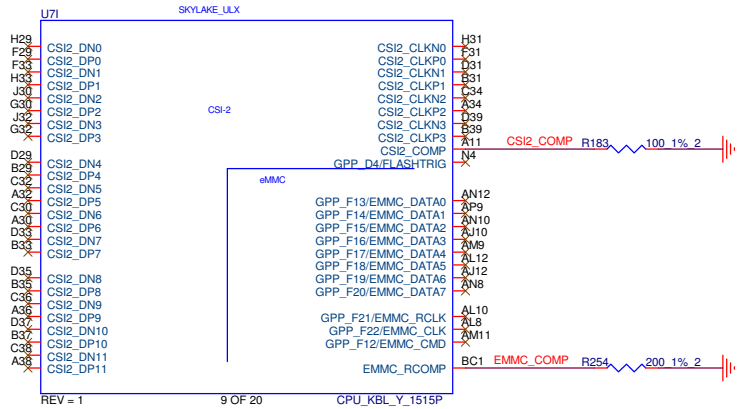 U7I SKYLAKE_ULX
H29 CSI2_DN0 CSI2_CLKN0 H31
F29 CSI2_DP0 CSI2_CLKP0 F31
J33 CSI2_DN1 CSI2_CLKN1 D31
H33 CSI2_DP1 CSI2_CLKP1 B31
J30 CSI2_DN2 CSI2_CLKN2 C34
G30 CSI2_DP2 CSI-2 CSI2_CLKP2 A34
J32 CSI2_DN3 CSI2_CLKN3 D39
G32 CSI2_DP3 CSI2_CLKP3 B39
CSI2_COMP A11 CSI2_COMP R183 100_1%_2
D29 CSI2_DN4 GPP_D4/FLASHTRIG N4
B29 CSI2_DP4
C32 CSI2_DN5 eMMC
A32 CSI2_DP5 GPP_F13/EMMC_DATA0 AN12
C30 CSI2_DN6 GPP_F14/EMMC_DATA1 AP9
A30 CSI2_DP6 GPP_F15/EMMC_DATA2 AN10
D33 CSI2_DN7 GPP_F16/EMMC_DATA3 AJ10
B33 CSI2_DP7 GPP_F17/EMMC_DATA4 AM9
GPP_F18/EMMC_DATA5 AL12
D35 CSI2_DN8 GPP_F19/EMMC_DATA6 AJ12
B35 CSI2_DP8 GPP_F20/EMMC_DATA7 AN8
C36 CSI2_DN9
A36 CSI2_DP9 GPP_F21/EMMC_RCLK AL10
D37 CSI2_DN10 GPP_F22/EMMC_CLK AL8
B37 CSI2_DP10 GPP_F12/EMMC_CMD AM11
C38 CSI2_DN11
A38 CSI2_DP11 EMMC_RCOMP BC1 EMMC_COMP R254 200_1%_2
REV = 1 9 OF 20 CPU_KBL_Y_1515P